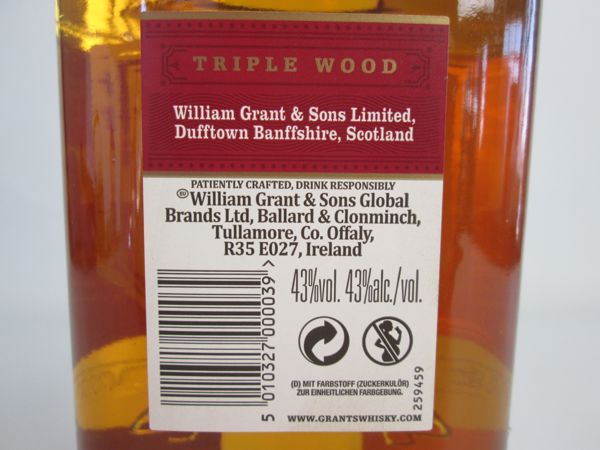 TRIPLE WOOD
William Grant & Sons Limited,
Dufftown Banffshire, Scotland
PATIENTLY CRAFTED, DRINK RESPONSIBLY
EU William Grant & Sons Global
Brands Ltd, Ballard & Clonminch,
Tullamore, Co. Offaly,
R35 E027, Ireland
43%vol. 43%alc./vol.
5 010327 000039 >
(D) MIT FARBSTOFF (ZUCKERKULÖR)
ZUR EINHEITLICHEN FARBGEBUNG.
259459
WWW.GRANTSWHISKY.COM